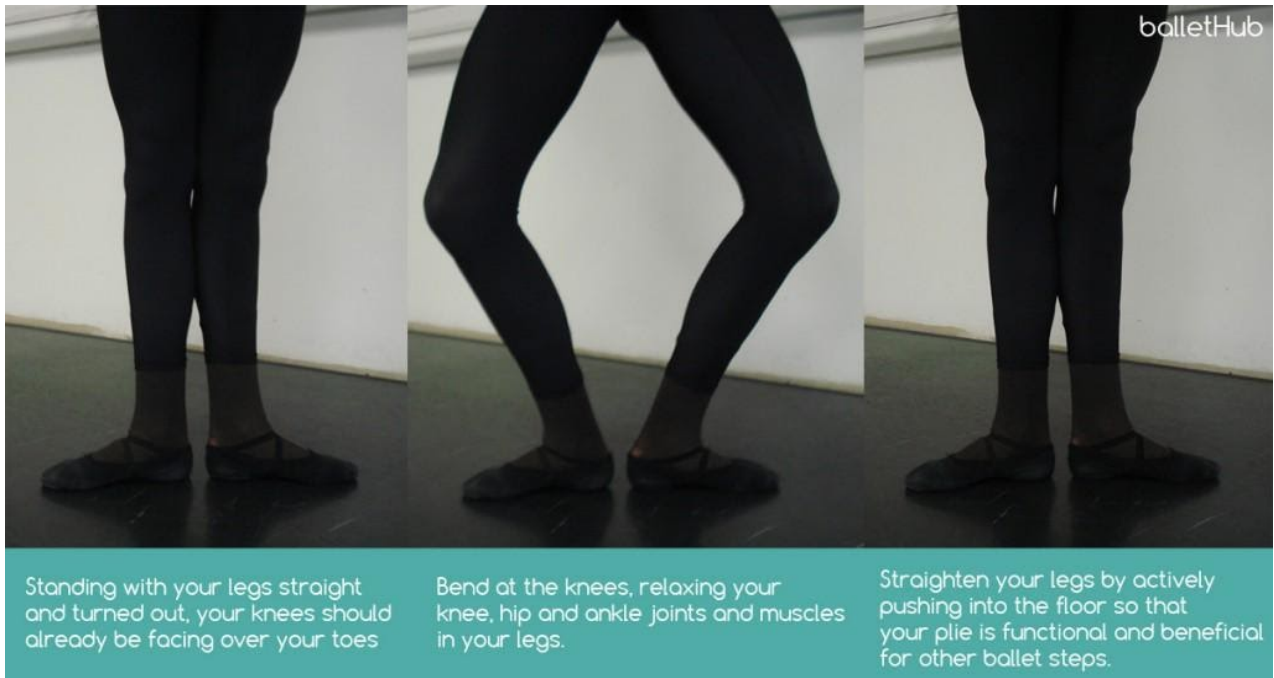 balletHub
Standing with your legs straight
and turned out, your knees should
already be facing over your toes
Bend at the knees, relaxing your
knee, hip and ankle joints and muscles
in your legs.
Straighten your legs by actively
pushing into the floor so that
your plie is functional and beneficial
for other ballet steps.